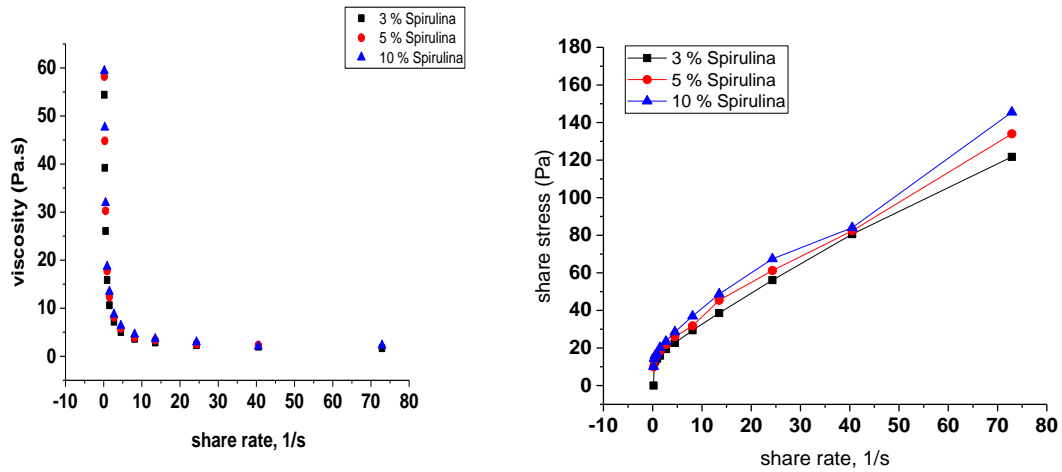 3 % Spirulina
5 % Spirulina
10 % Spirulina
60
50
40
30
20
10
0
-10 0 10 20 30 40 50 60 70 80
viscosity (Pa.s)
share rate, 1/s
3 % Spirulina
5 % Spirulina
10 % Spirulina
180
160
140
120
100
80
60
40
20
0
-10 0 10 20 30 40 50 60 70 80
share stress (Pa)
share rate, 1/s